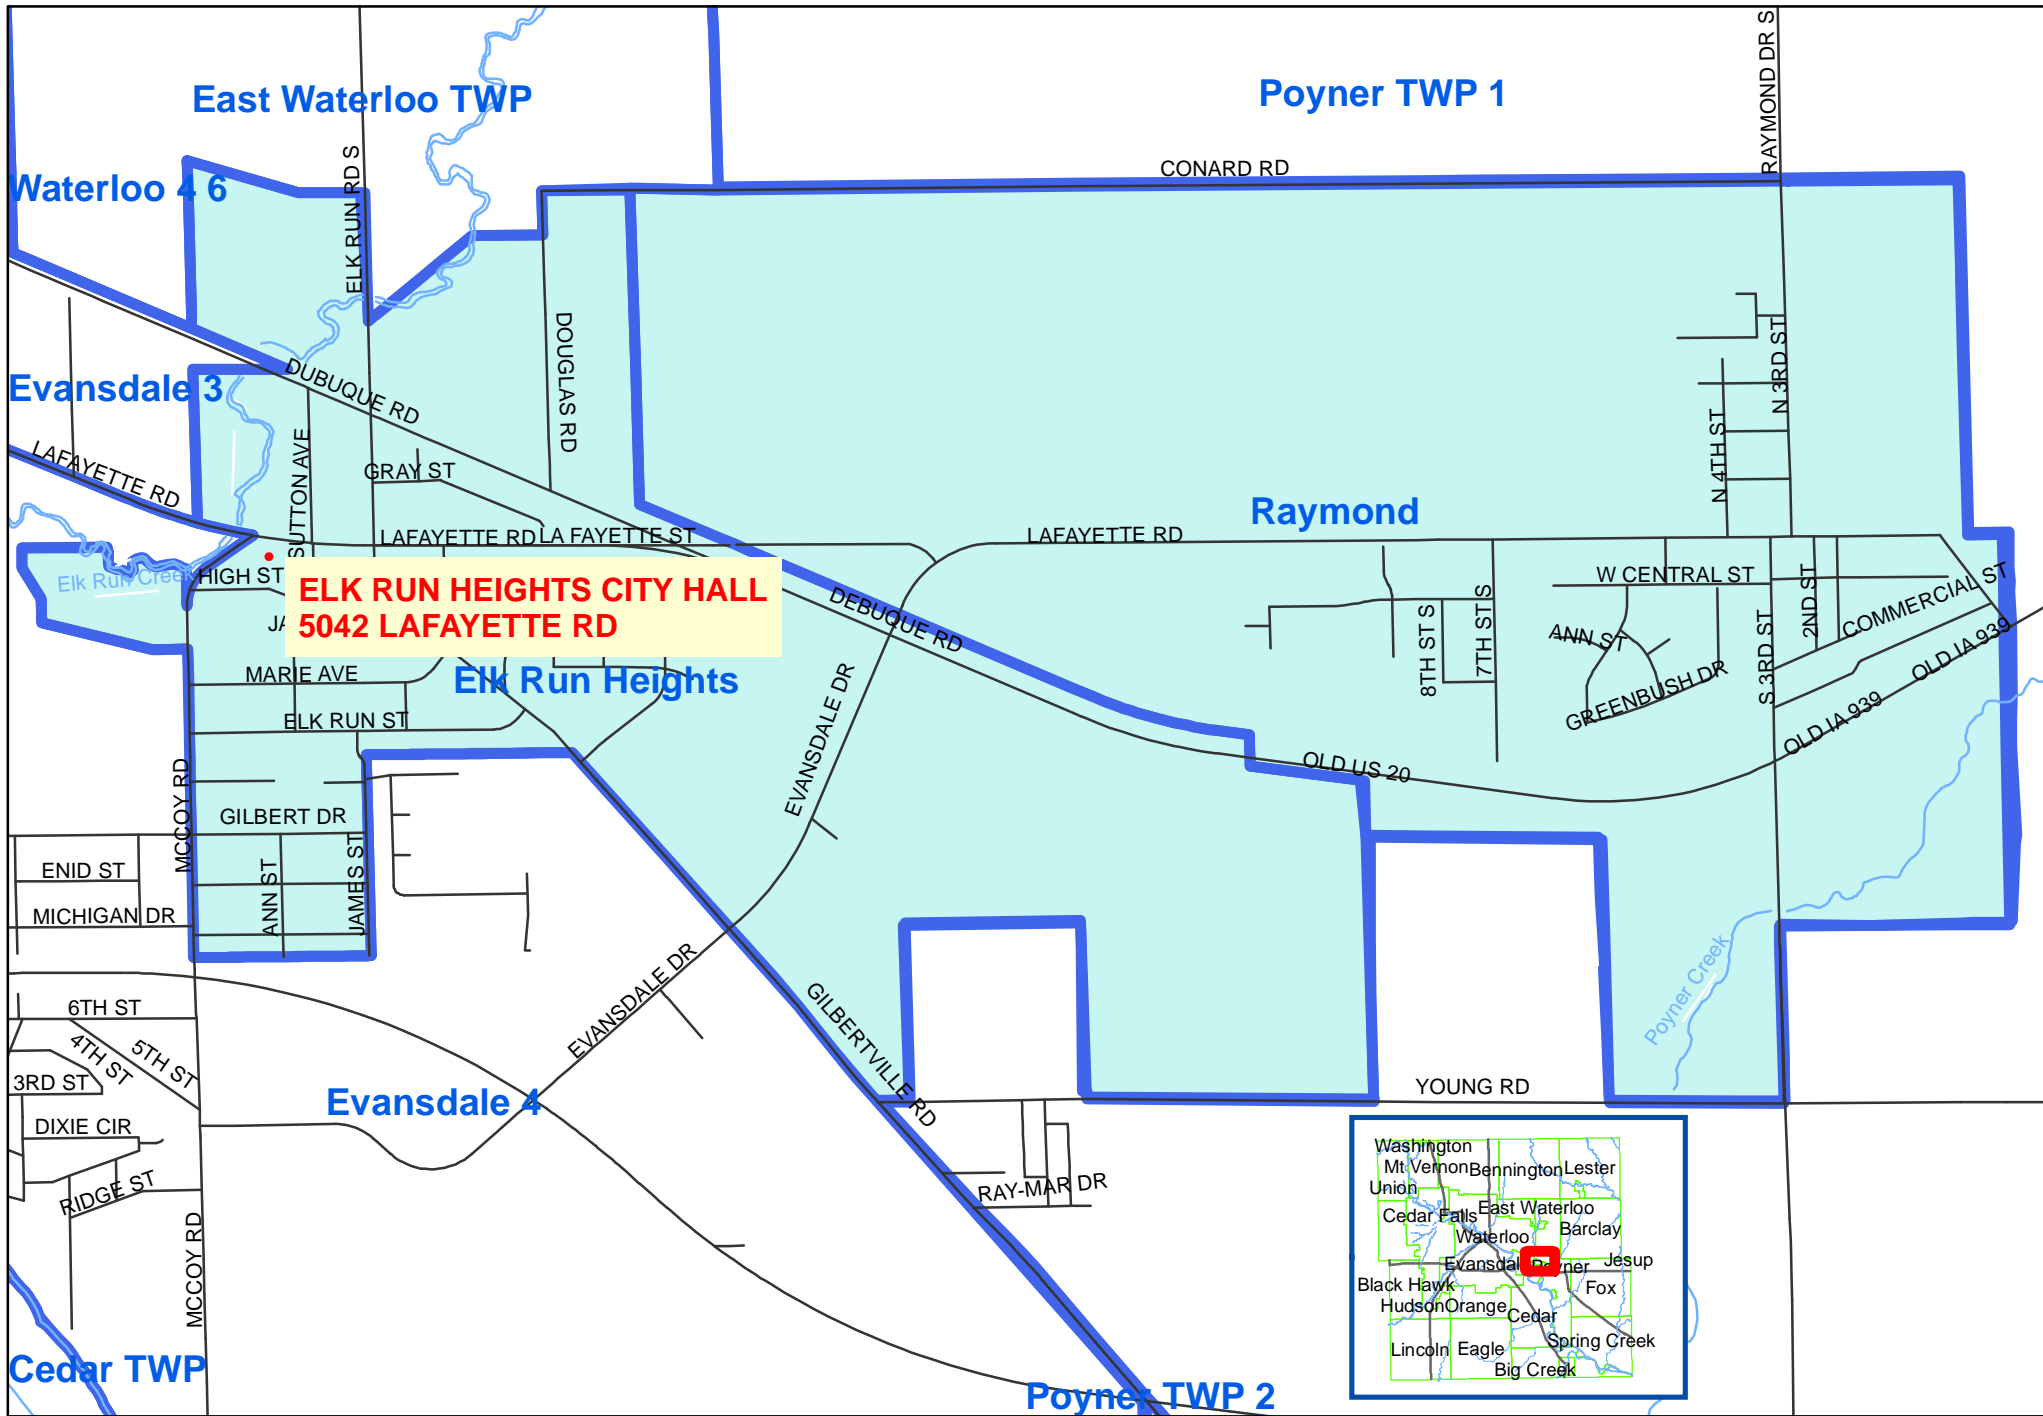 RAYMOND DR S
East Waterloo TWP
Poyner TWP 1
CONARD RD
Waterloo 4 6
ELK RUN RD S
DOUGLAS RD
N 3RD ST
Evansdale 3
DUBUQUE RD
SUTTON AVE
GRAY ST
LAFAYETTE RD
N 4TH ST
Raymond
LAFAYETTE RD
LA FAYETTE ST
LAFAYETTE RD
Elk Run Creek
HIGH ST
ELK RUN HEIGHTS CITY HALL
5042 LAFAYETTE RD
JA
DEBUQUE RD
W CENTRAL ST
2ND ST
COMMERCIAL ST
8TH ST S
7TH ST S
ANN ST
GREENBUSH DR
S 3RD ST
OLD IA 939
OLD IA 939
MARIE AVE
Elk Run Heights
ELK RUN ST
EVANSDALE DR
OLD US 20
MCCOY RD
GILBERT DR
ENID ST
ANN ST
JAMES ST
MICHIGAN DR
EVANSDALE DR
GILBERTVILLE RD
Poyner Creek
6TH ST
5TH ST
4TH ST
3RD ST
Evansdale 4
YOUNG RD
DIXIE CIR
RIDGE ST
RAY-MAR DR
MCCOY RD
Cedar TWP
Poyner TWP 2
Washington
Mt Vernon
Bennington
Lester
Union
Cedar Falls
East Waterloo
Barclay
Waterloo
Evansdal
Poyner
Jesup
Black Hawk
Fox
Hudson
Orange
Cedar
Spring Creek
Lincoln
Eagle
Big Creek